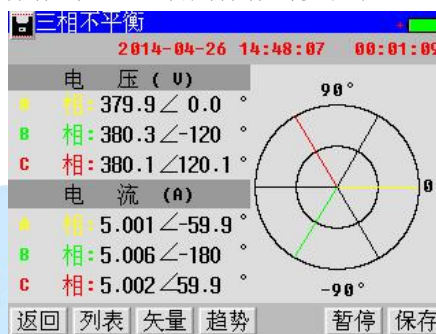 三相不平衡
2014-04-26 14:48:07 00:01:09
电 压 ( V )
A 相: 379.9∠ 0.0 °
B 相: 380.3∠-120 °
C 相: 380.1∠120.1 °
电 流 (A)
A 相: 5.001∠-59.9 °
B 相: 5.006∠-180 °
C 相: 5.002∠59.9 °
90°
0
-90°
返回 列表 矢量 趋势 暂停 保存